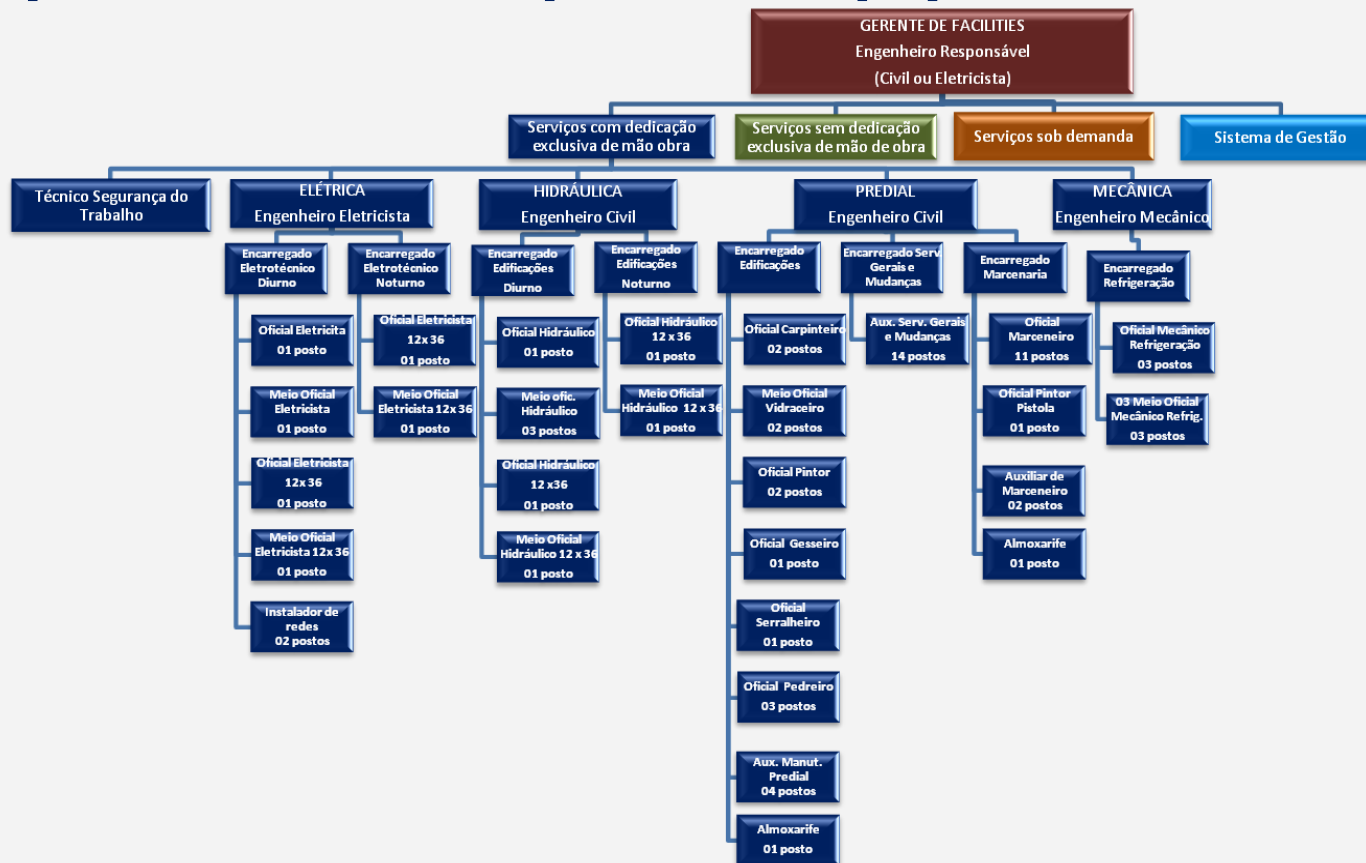 GERENTE DE FACILITIES
Engenheiro Responsável
(Civil ou Eletricista)
Serviços com dedicação
exclusiva de mão obra
Serviços sem dedicação
exclusiva de mão de obra
Serviços sob demanda
Sistema de Gestão
Técnico Segurança do
Trabalho
ELÉTRICA
Engenheiro Eletricista
HIDRÁULICA
Engenheiro Civil
PREDIAL
Engenheiro Civil
MECÂNICA
Engenheiro Mecânico
Encarregado
Eletrotécnico
Diurno
Encarregado
Eletrotécnico
Noturno
Encarregado
Edificações
Diurno
Encarregado
Edificações
Noturno
Encarregado
Edificações
Encarregado Serv.
Gerais e
Mudanças
Encarregado
Marcenaria
Encarregado
Refrigeração
Oficial Eletricita
01 posto
Meio Oficial
Eletricista
01 posto
Oficial Eletricista
12x 36
01 posto
Meio Oficial
Eletricista 12x 36
01 posto
Instalador de
redes
02 postos
Oficial Eletricista
12x 36
01 posto
Meio Oficial
Eletricista 12x 36
01 posto
Oficial Hidráulico
01 posto
Meio ofic.
Hidráulico
03 postos
Oficial Hidráulico
12 x36
01 posto
Meio Oficial
Hidráulico 12 x 36
01 posto
Oficial Hidráulico
12 x 36
01 posto
Meio Oficial
Hidráulico 12 x 36
01 posto
Oficial Carpinteiro
02 postos
Meio Oficial
Vidraceiro
02 postos
Oficial Pintor
02 postos
Oficial Gesseiro
01 posto
Oficial
Serralheiro
01 posto
Oficial Pedreiro
03 postos
Aux. Manut.
Predial
04 postos
Almoxarife
01 posto
Aux. Serv. Gerais
e Mudanças
14 postos
Oficial
Marceneiro
11 postos
Oficial Pintor
Pistola
01 posto
Auxiliar de
Marceneiro
02 postos
Almoxarife
01 posto
Oficial Mecânico
Refrigeração
03 postos
03 Meio Oficial
Mecânico Refrig.
03 postos